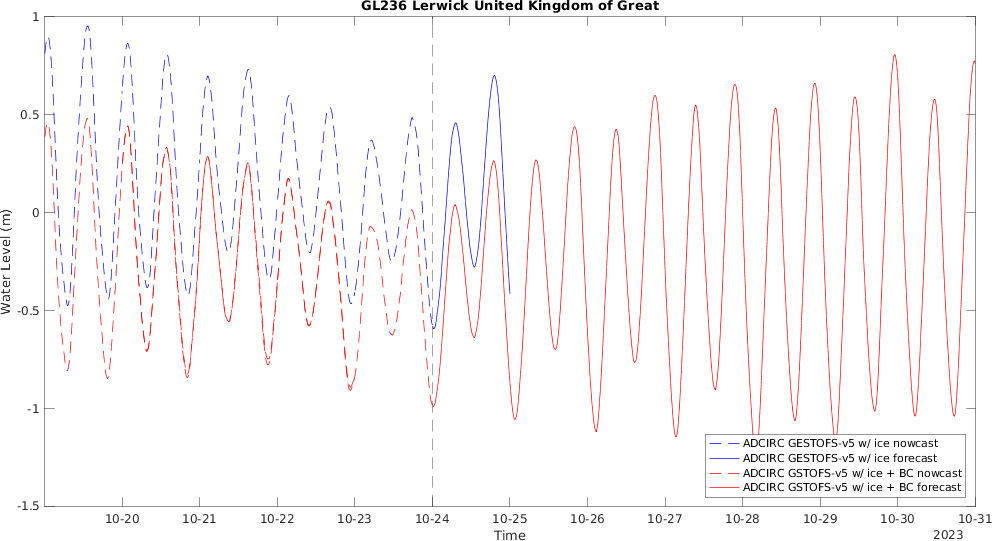 GL236 Lerwick United Kingdom of Great
Water Level (m)
1
0.5
0
-0.5
-1
-1.5
10-20
10-21
10-22
10-23
10-24
10-25
10-26
10-27
10-28
10-29
10-30
10-31
Time
2023
ADCIRC GESTOFS-v5 w/ ice nowcast
ADCIRC GESTOFS-v5 w/ ice forecast
ADCIRC GSTOFS-v5 w/ ice + BC nowcast
ADCIRC GSTOFS-v5 w/ ice + BC forecast